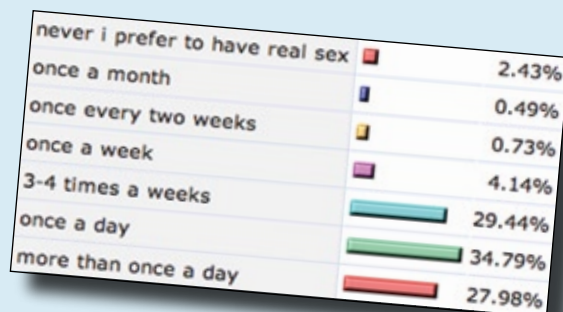 never i prefer to have real sex 2.43%
once a month 0.49%
once every two weeks 0.73%
once a week 4.14%
3-4 times a weeks 29.44%
once a day 34.79%
more than once a day 27.98%